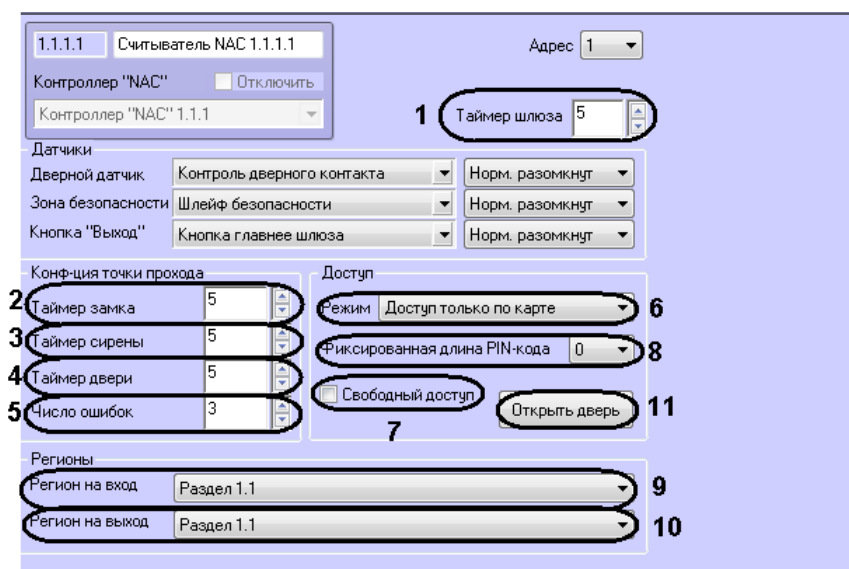 1.1.1.1 Считыватель NAC 1.1.1.1 Адрес 1
Контроллер "NAC" Отключить
Контроллер "NAC" 1.1.1
1 Таймер шлюза 5
Датчики
Дверной датчик Контроль дверного контакта Норм. разомкнут
Зона безопасности Шлейф безопасности Норм. разомкнут
Кнопка "Выход" Кнопка главнее шлюза Норм. разомкнут
Конф-ция точки прохода
2 Таймер замка 5
3 Таймер сирены 5
4 Таймер двери 5
5 Число ошибок 3
Доступ
Режим Доступ только по карте 6
Фиксированная длина PIN-кода 0 8
Свободный доступ Открыть дверь 11
7
Регионы
Регион на вход Раздел 1.1 9
Регион на выход Раздел 1.1 10